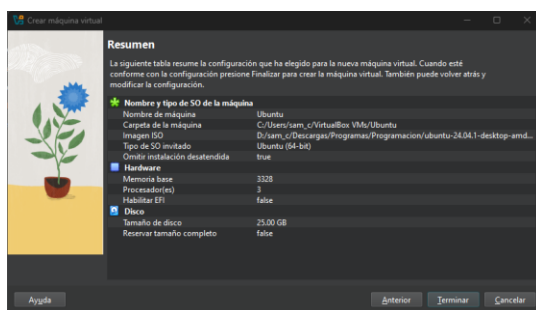 Crear máquina virtual
Resumen
La siguiente tabla resume la configuración que ha elegido para la nueva máquina virtual. Cuando esté
conforme con la configuración presione Finalizar para crear la máquina virtual. También puede volver atrás y
modificar la configuración.
Nombre y tipo de SO de la máquina
Nombre de máquina Ubuntu
Carpeta de la máquina C:/Users/sam_c/VirtualBox VMs/Ubuntu
Imagen ISO D:/sam_c/Descargas/Programas/Programacion/ubuntu-24.04.1-desktop-amd...
Tipo de SO invitado Ubuntu (64-bit)
Omitir instalación desatendida true
Hardware
Memoria base 3328
Procesador(es) 3
Habilitar EFI false
Disco
Tamaño de disco 25.00 GB
Reservar tamaño completo false
Ayuda Anterior Terminar Cancelar